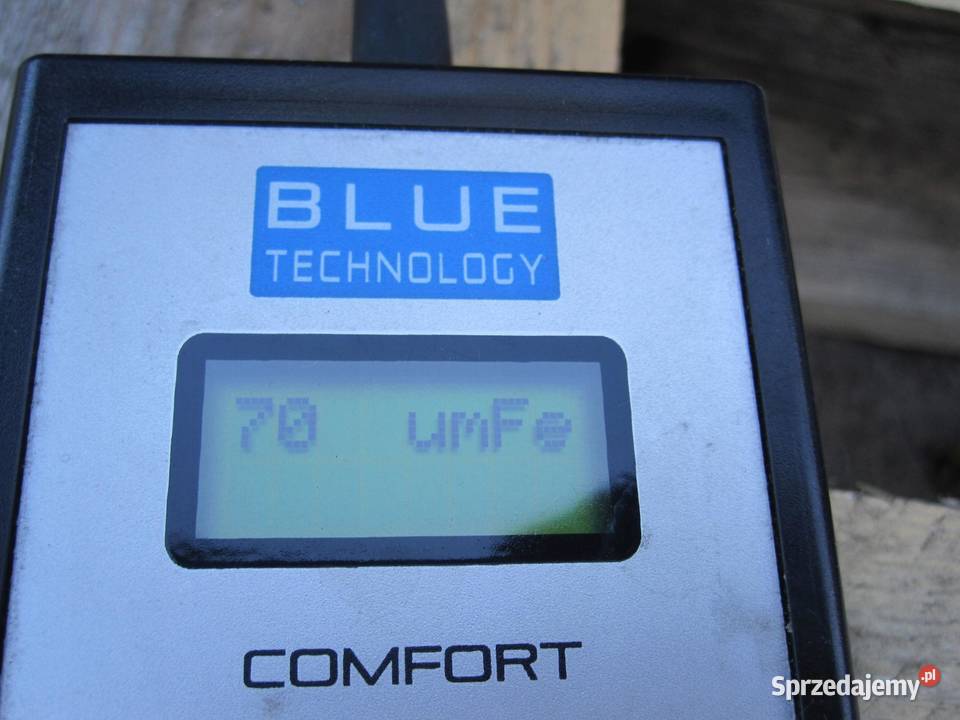 BLUE
TECHNOLOGY
70 umFe
COMFORT
Sprzedajemy.pl